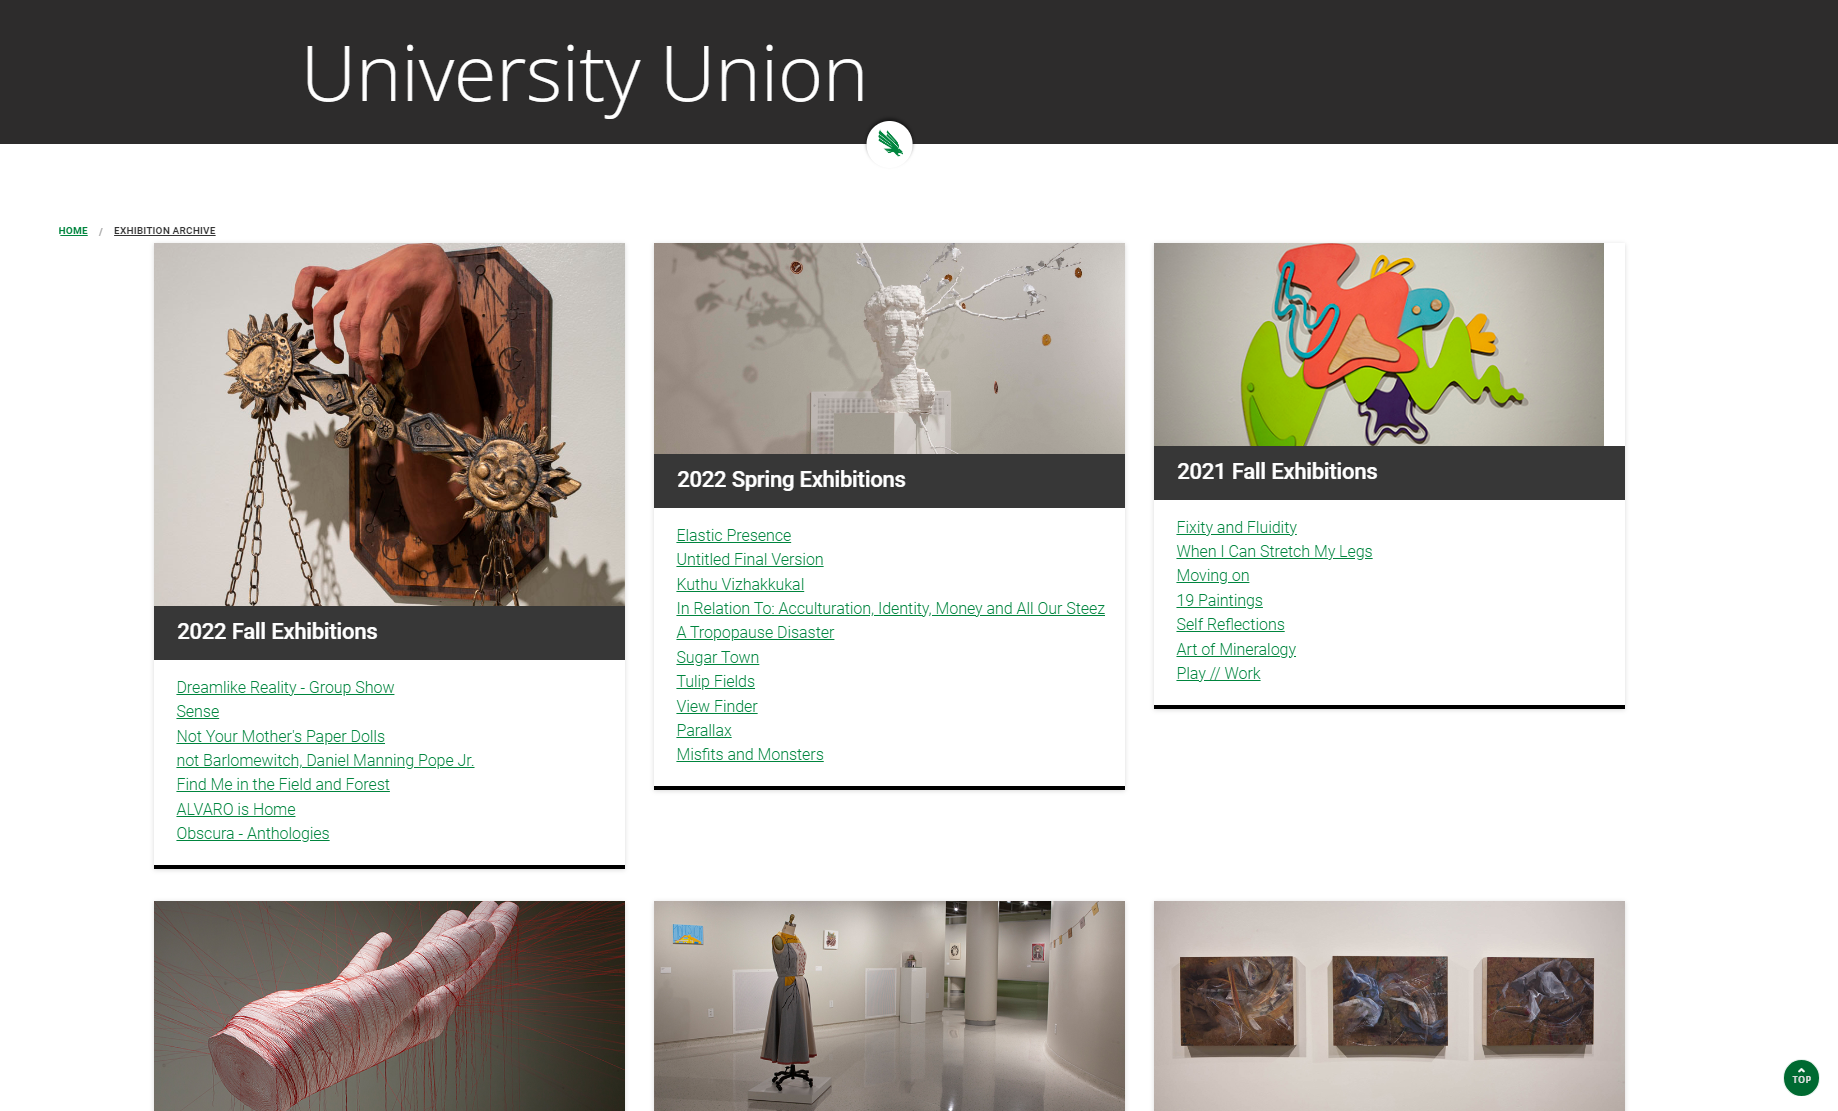 University Union
HOME / EXHIBITION ARCHIVE
2022 Fall Exhibitions
Dreamlike Reality - Group Show
Sense
Not Your Mother's Paper Dolls
not Barlomewitch, Daniel Manning Pope Jr.
Find Me in the Field and Forest
ALVARO is Home
Obscura - Anthologies
2022 Spring Exhibitions
Elastic Presence
Untitled Final Version
Kuthu Vizhakkukal
In Relation To: Acculturation, Identity, Money and All Our Steez
A Tropopause Disaster
Sugar Town
Tulip Fields
View Finder
Parallax
Misfits and Monsters
2021 Fall Exhibitions
Fixity and Fluidity
When I Can Stretch My Legs
Moving on
19 Paintings
Self Reflections
Art of Mineralogy
Play // Work
TOP